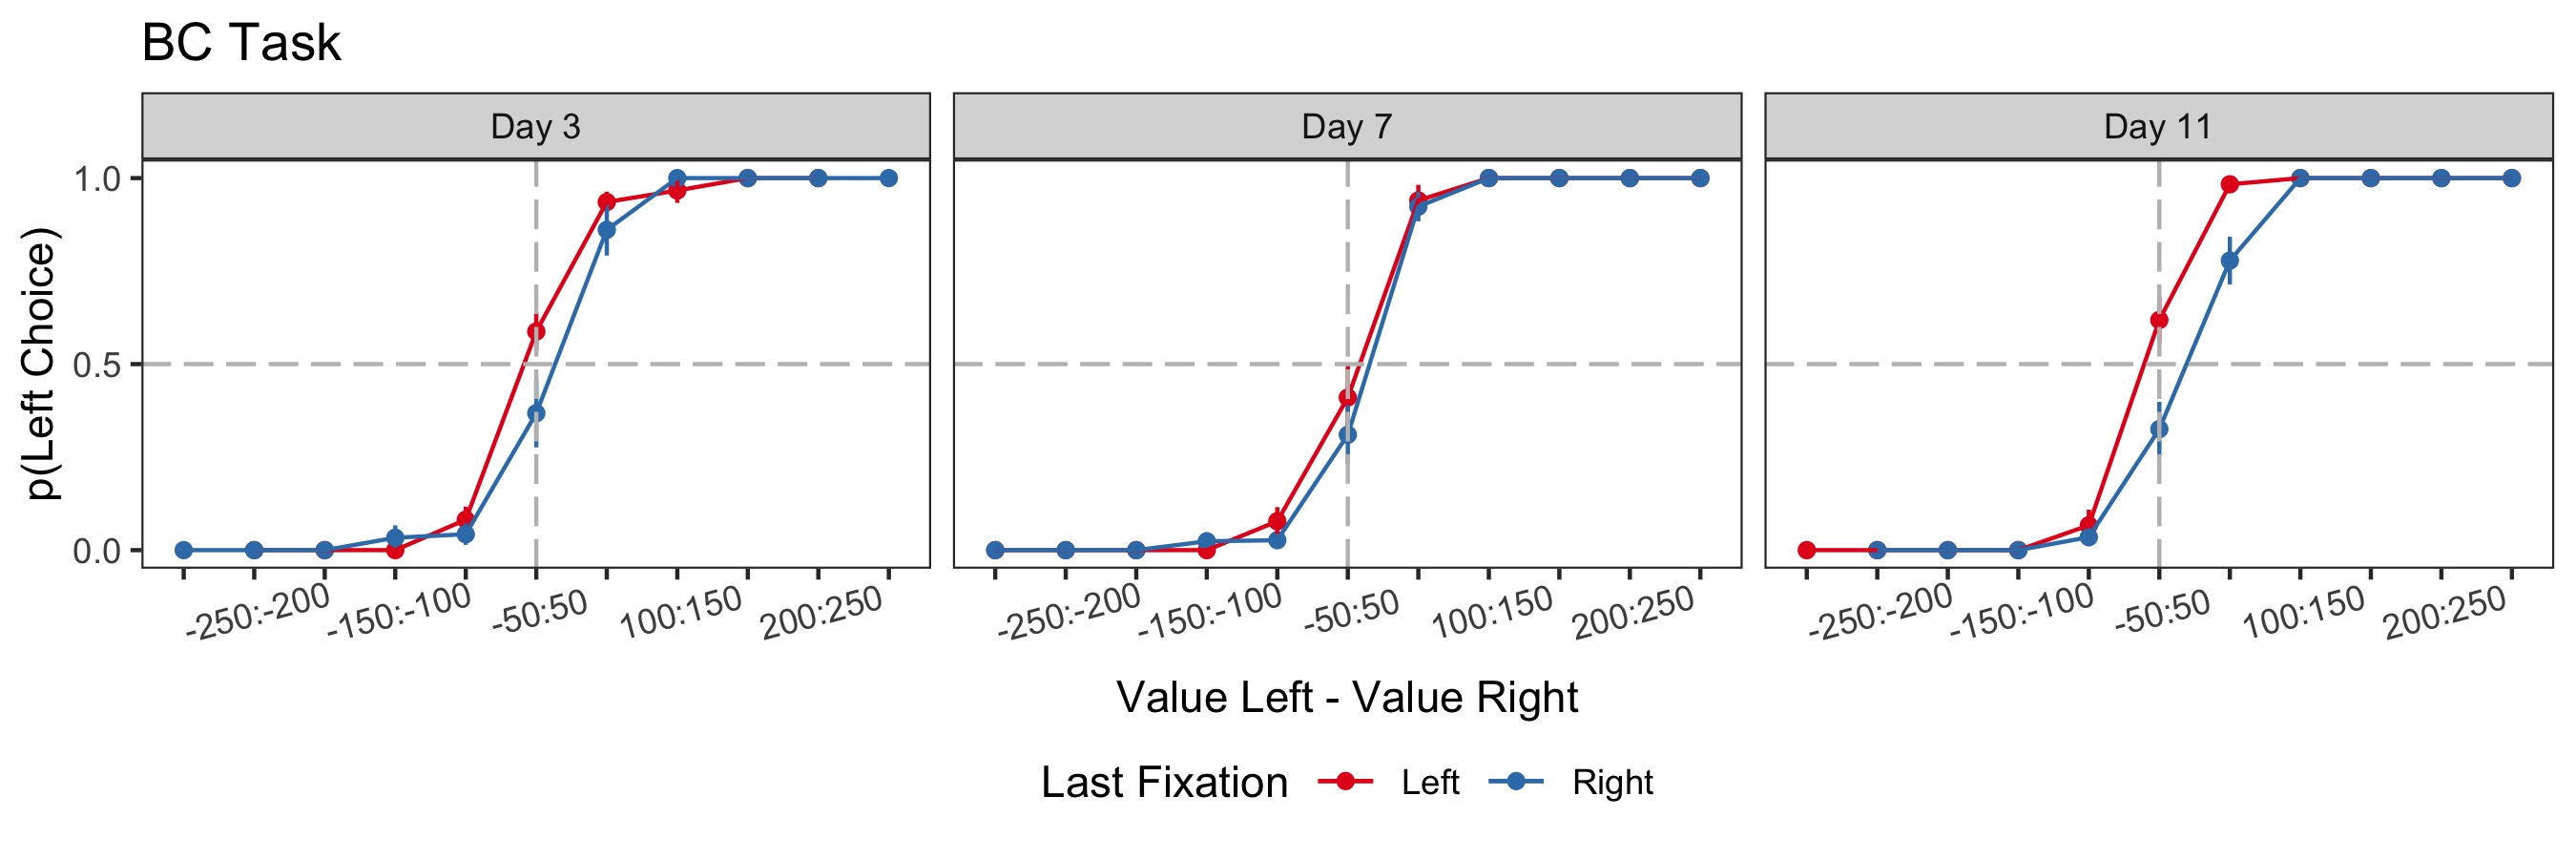 BC Task
Day 3 Day 7 Day 11
p(Left Choice)
1.0
0.5
0.0
-250:-200 -150:-100 -50:50 100:150 200:250 -250:-200 -150:-100 -50:50 100:150 200:250 -250:-200 -150:-100 -50:50 100:150 200:250
Value Left - Value Right
Last Fixation Left Right